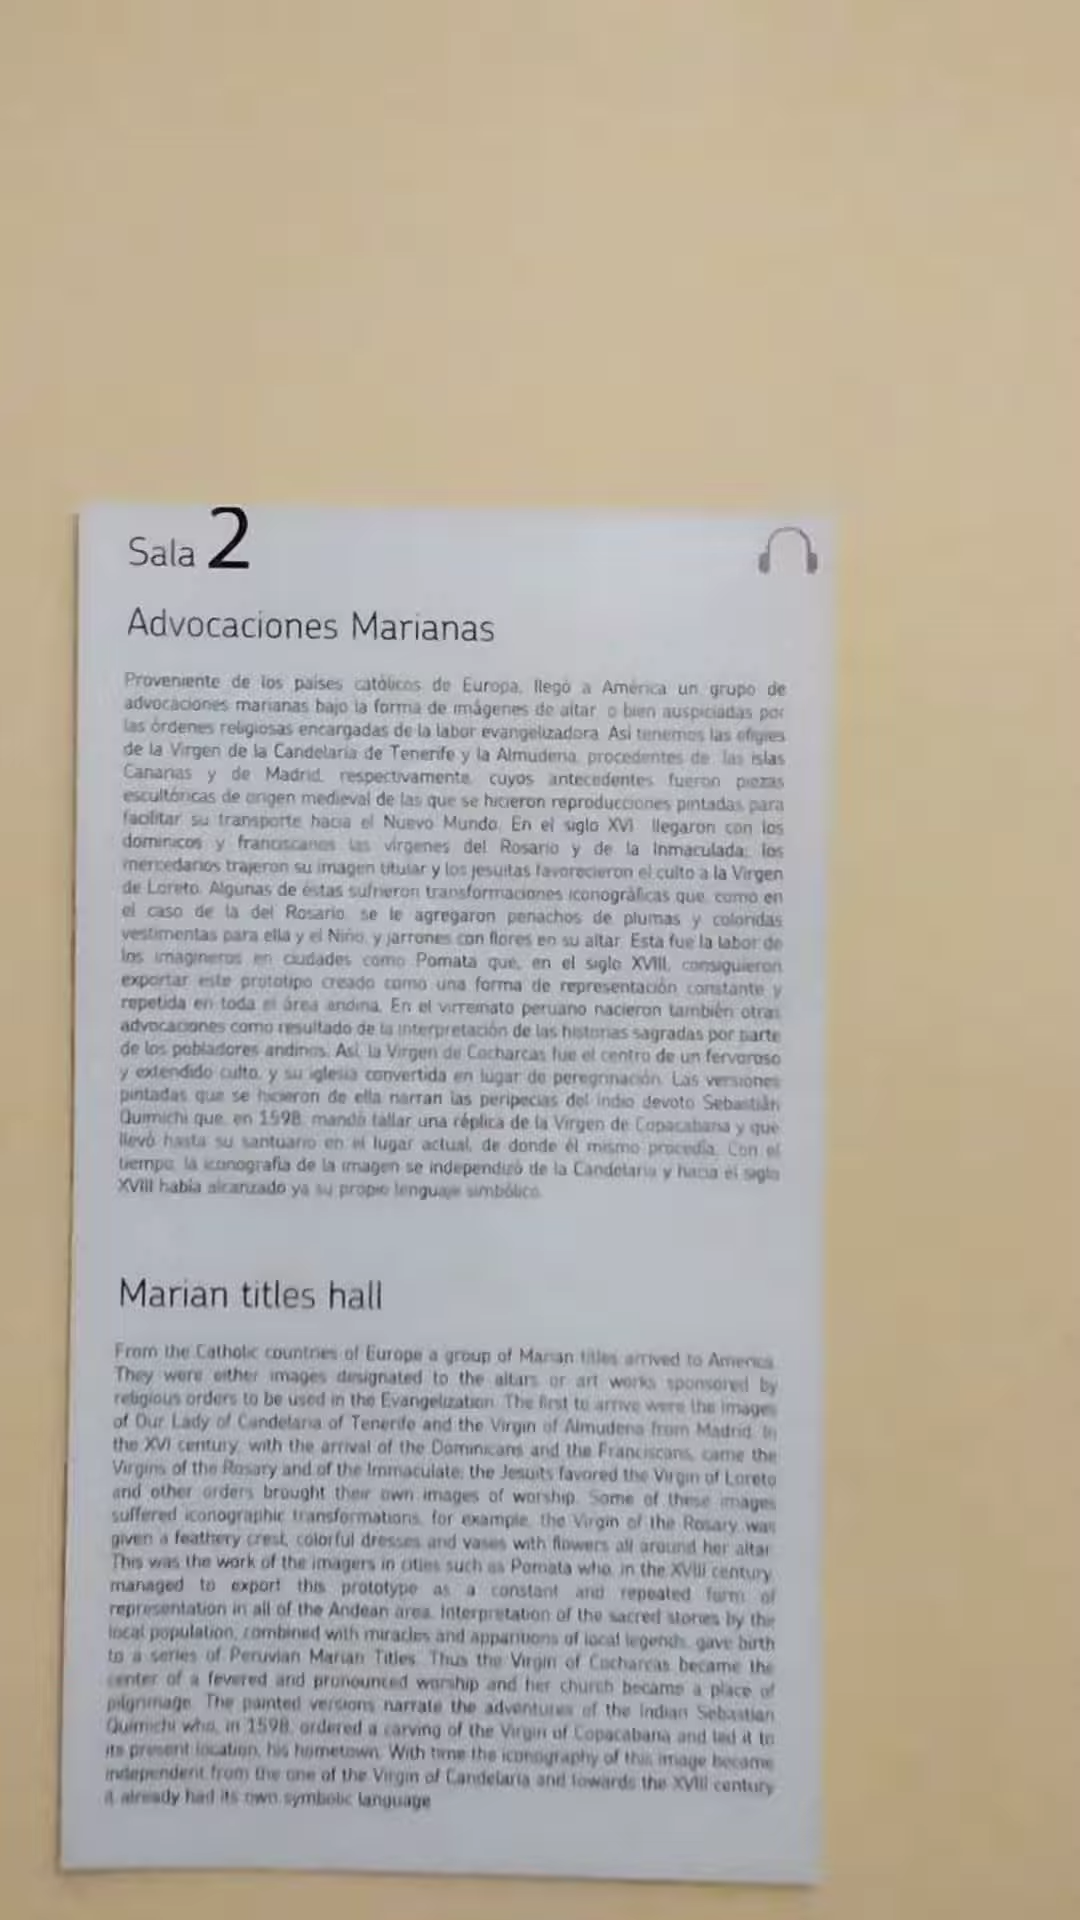 Sala 2
Advocaciones Marianas
Proveniente de los países católicos de Europa, llegó a América un grupo de
advocaciones marianas bajo la forma de imágenes de altar, o bien auspiciadas por
las órdenes religiosas encargadas de la labor evangelizadora. Así tenemos las efigies
de la Virgen de la Candelaria de Tenerife y la Almudena, procedentes de las islas
Canarias y de Madrid, respectivamente, cuyos antecedentes fueron piezas
escultóricas de origen medieval de las que se hicieron reproducciones pintadas para
facilitar su transporte hacia el Nuevo Mundo. En el siglo XVI llegaron con los
dominicos y franciscanos las vírgenes del Rosario y de la Inmaculada; los
mercedarios trajeron su imagen titular y los jesuitas favorecieron el culto a la Virgen
de Loreto. Algunas de éstas sufrieron transformaciones iconográficas que, como en
el caso de la del Rosario, se le agregaron penachos de plumas y coloridas
vestimentas para ella y el Niño, y jarrones con flores en su altar. Esta fue la labor de
los imagineros en ciudades como Pomata que, en el siglo XVIII, consiguieron
exportar este prototipo creado como una forma de representación constante y
repetida en toda el área andina. En el virreinato peruano nacieron también otras
advocaciones como resultado de la interpretación de las historias sagradas por parte
de los pobladores andinos. Así, la Virgen de Cocharcas fue el centro de un fervoroso
y extendido culto, y su iglesia convertida en lugar de peregrinación. Las versiones
pintadas que se hicieron de ella narran las peripecias del indio devoto Sebastián
Quimichi que, en 1598, mandó tallar una réplica de la Virgen de Copacabana y que
llevó hasta su santuario en el lugar actual, de donde él mismo procedía. Con el
tiempo, la iconografía de la imagen se independizó de la Candelaria y hacia el siglo
XVIII había alcanzado ya su propio lenguaje simbólico.
Marian titles hall
From the Catholic countries of Europe a group of Marian titles arrived to America.
They were either images designated to the altars or art works sponsored by
religious orders to be used in the Evangelization. The first to arrive were the images
of Our Lady of Candelaria of Tenerife and the Virgin of Almudena from Madrid. In
the XVI century, with the arrival of the Dominicans and the Franciscans, came the
Virgins of the Rosary and of the Immaculate; the Jesuits favored the Virgin of Loreto
and other orders brought their own images of worship. Some of these images
suffered iconographic transformations, for example, the Virgin of the Rosary was
given a feathery crest, colorful dresses and vases with flowers all around her altar.
This was the work of the imagers in cities such as Pomata who, in the XVIII century,
managed to export this prototype as a constant and repeated form of
representation in all of the Andean area. Interpretation of the sacred stories by the
local population, combined with miracles and apparitions of local legends, gave birth
to a series of Peruvian Marian Titles. Thus the Virgin of Cocharcas became the
center of a fevered and pronounced worship and her church became a place of
pilgrimage. The painted versions narrate the adventures of the Indian Sebastian
Quimichi who, in 1598, ordered a carving of the Virgin of Copacabana and led it to
its present location, his hometown. With time the iconography of this image became
independent from the one of the Virgin of Candelaria and towards the XVIII century
it already had its own symbolic language